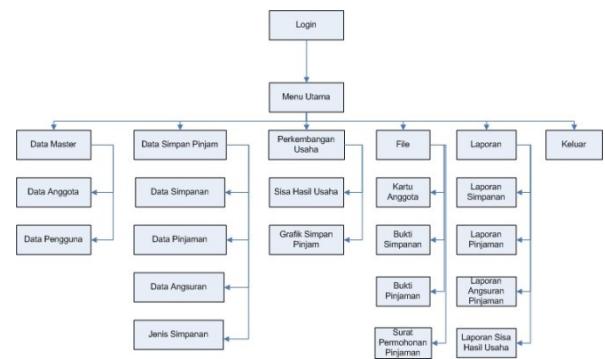 Login
Menu Utama
Data Master
Data Simpan Pinjam
Perkembangan
Usaha
File
Laporan
Keluar
Data Anggota
Data Simpanan
Sisa Hasil Usaha
Kartu
Anggota
Laporan
Simpanan
Data Pengguna
Data Pinjaman
Grafik Simpan
Pinjam
Bukti
Simpanan
Laporan
Pinjaman
Data Angsuran
Bukti
Pinjaman
Laporan
Angsuran
Pinjaman
Jenis Simpanan
Surat
Permohonan
Pinjaman
Laporan Sisa
Hasil Usaha